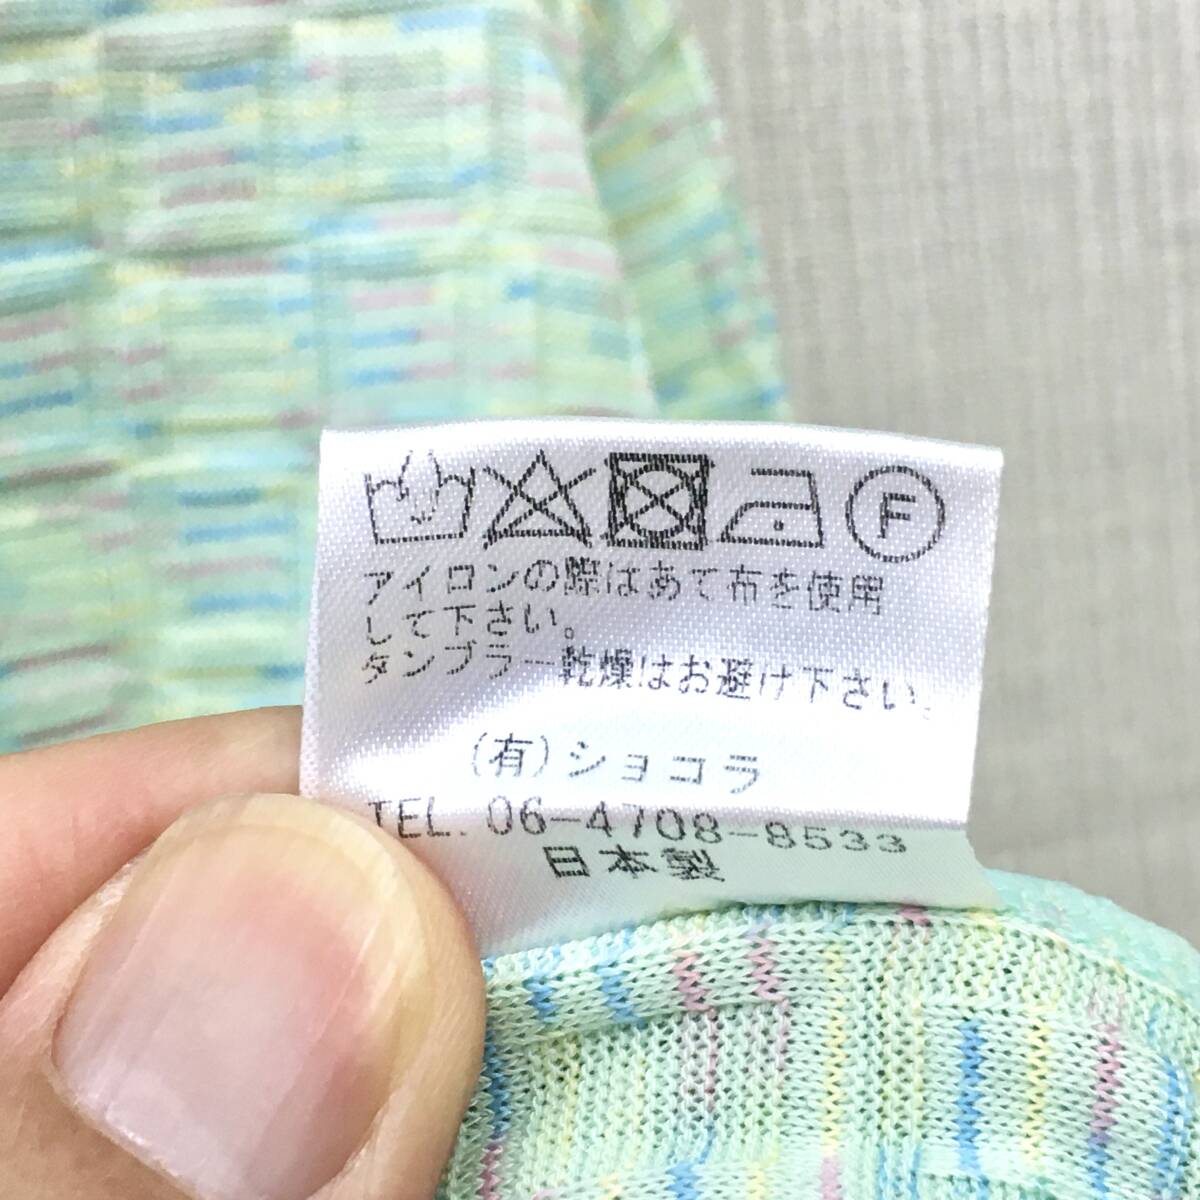 F
アイロンの際はあて布を使用
して下さい。
タンブラー乾燥はお避け下さい。
(有)ショコラ
TEL. 06-4708-8533
日本製